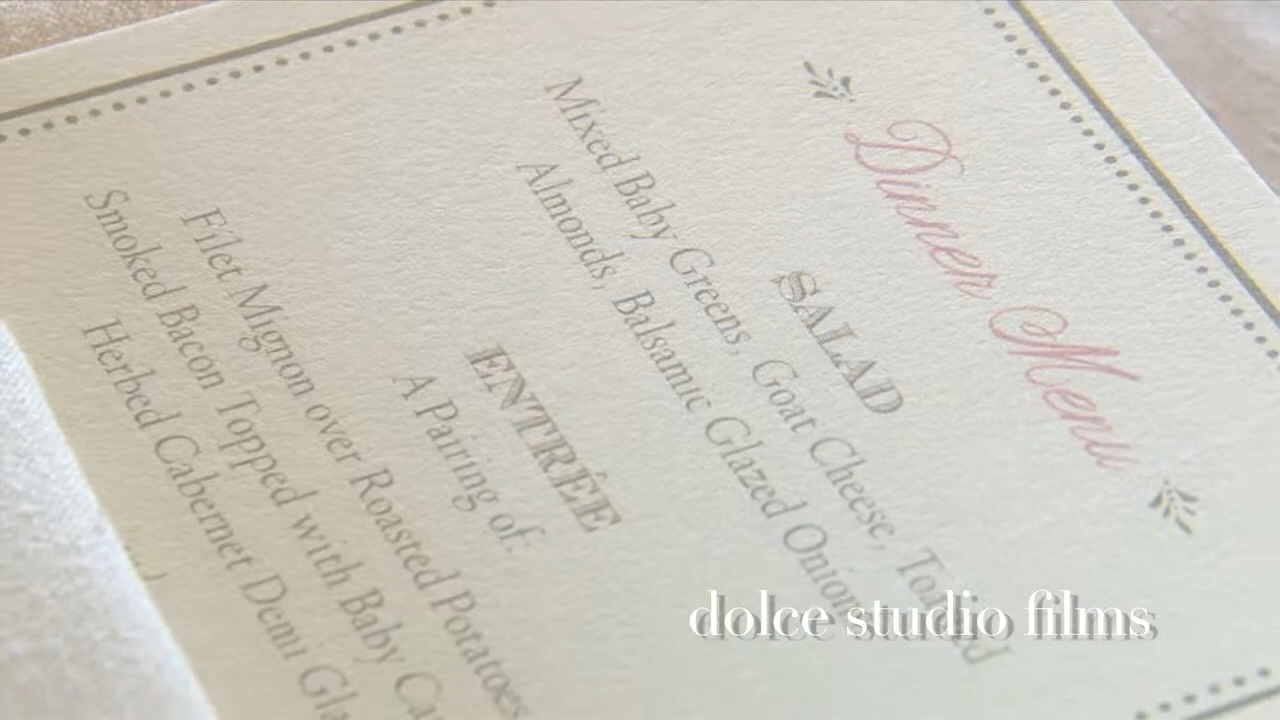 Dinner Menu
SALAD
Mixed Baby Greens, Goat Cheese, Toasted
Almonds, Balsamic Glazed Onion
ENTRÉE
A Pairing of:
Filet Mignon over Roasted Potatoes
Smoked Bacon Topped with Baby
Herbed Cabernet Demi
dolce studio films